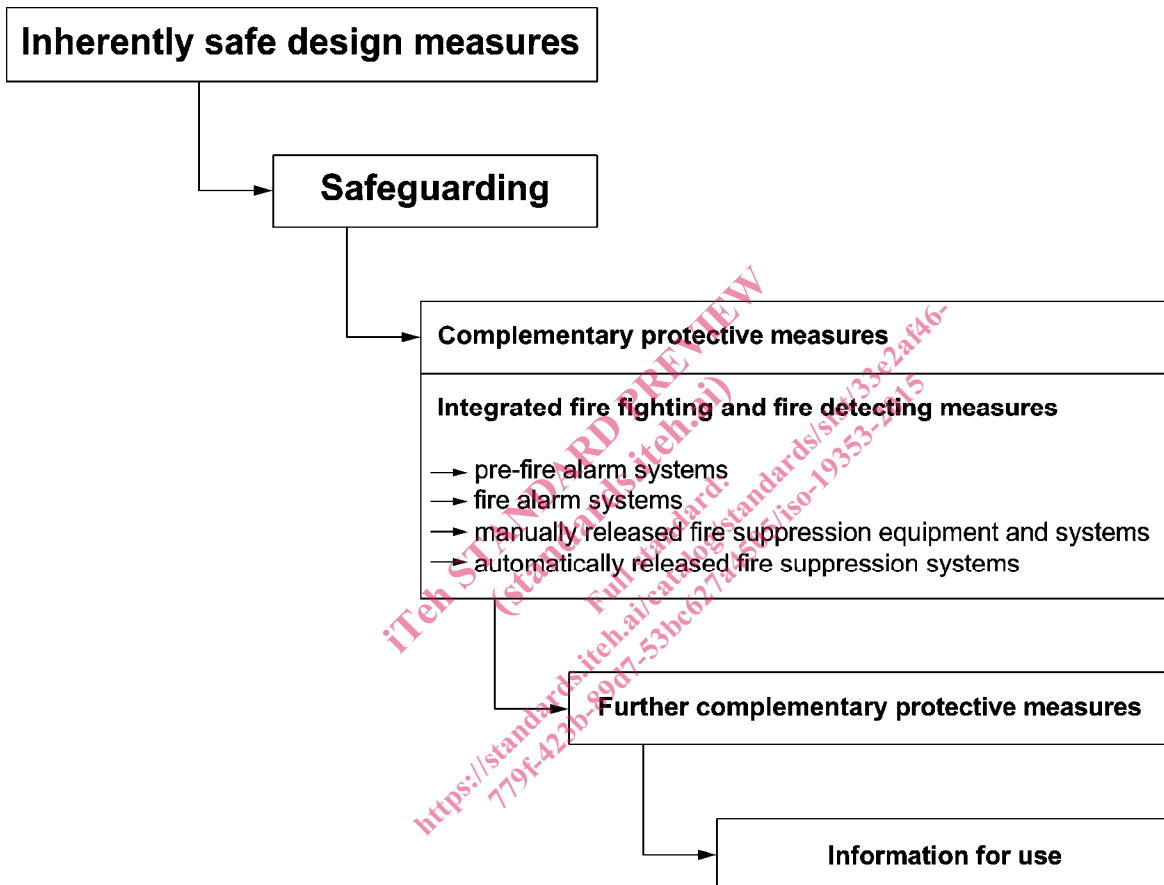 Inherently safe design measures
Safeguarding
Complementary protective measures
Integrated fire fighting and fire detecting measures
pre-fire alarm systems
fire alarm systems
manually released fire suppression equipment and systems
automatically released fire suppression systems
Further complementary protective measures
Information for use
iTeh STANDARD PREVIEW
(standards.iteh.ai)
Full standard:
https://standards.iteh.ai/catalog/standards/sist/33e2af46-
779f-423b-89d7-53bc627a4505/iso-19353-2015